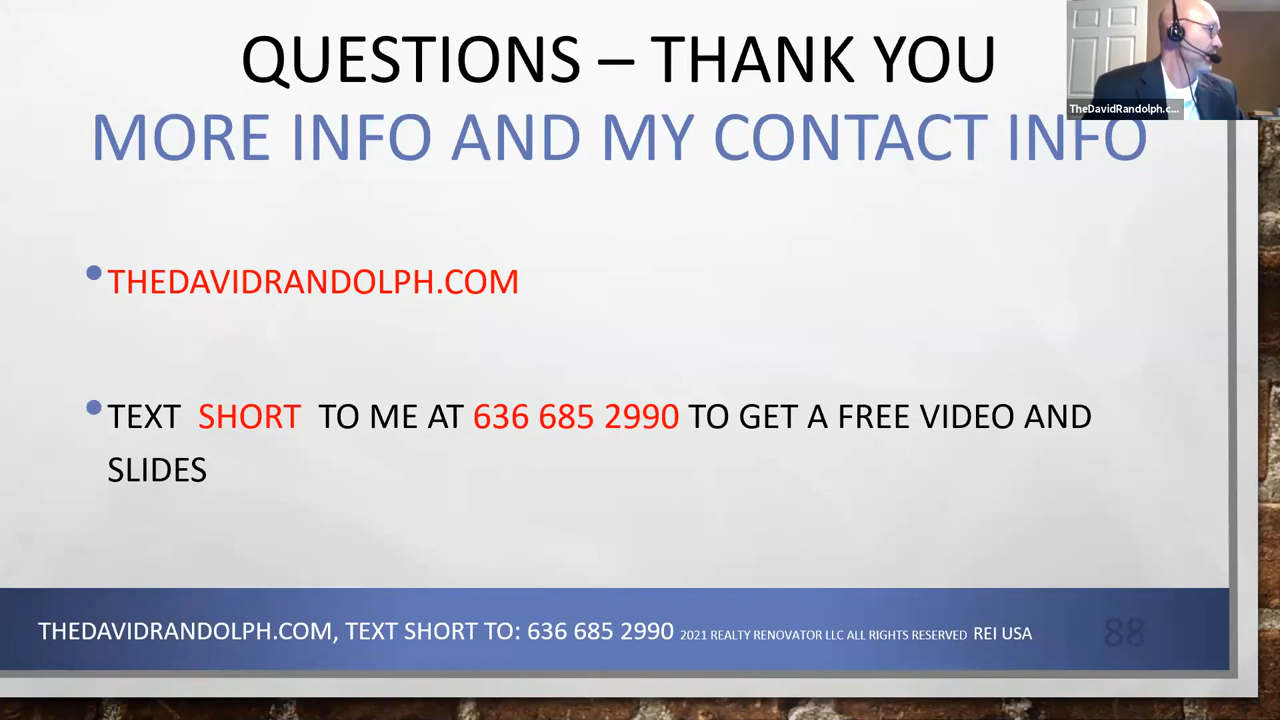 QUESTIONS – THANK YOU
MORE INFO AND MY CONTACT INFO
TheDavidRandolph.c...
•THEDAVIDRANDOLPH.COM
•TEXT SHORT TO ME AT 636 685 2990 TO GET A FREE VIDEO AND
SLIDES
THEDAVIDRANDOLPH.COM, TEXT SHORT TO: 636 685 2990 2021 REALTY RENOVATOR LLC ALL RIGHTS RESERVED REI USA
88